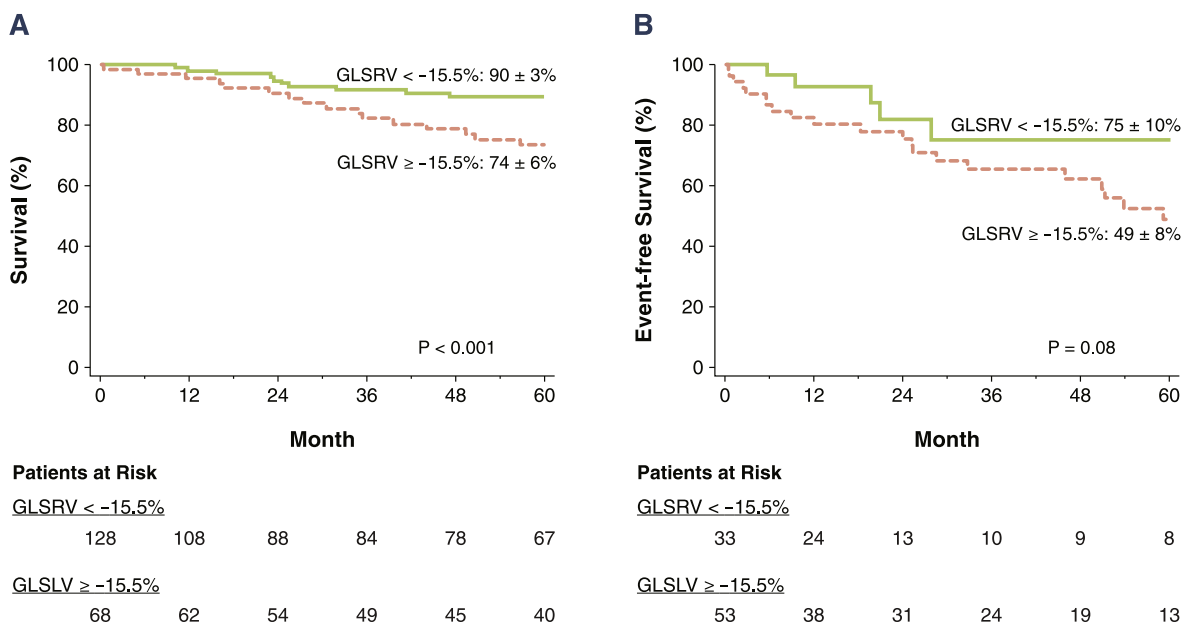 A
Survival (%)
100
80
60
40
20
0
GLSRV < −15.5%: 90 ± 3%
GLSRV ≥ −15.5%: 74 ± 6%
P < 0.001
0 12 24 36 48 60
Month
Patients at Risk
GLSRV < −15.5%
128 108 88 84 78 67
GLSLV ≥ −15.5%
68 62 54 49 45 40
B
Event-free Survival (%)
100
80
60
40
20
0
GLSRV < −15.5%: 75 ± 10%
GLSRV ≥ −15.5%: 49 ± 8%
P = 0.08
0 12 24 36 48 60
Month
Patients at Risk
GLSRV < −15.5%
33 24 13 10 9 8
GLSLV ≥ −15.5%
53 38 31 24 19 13